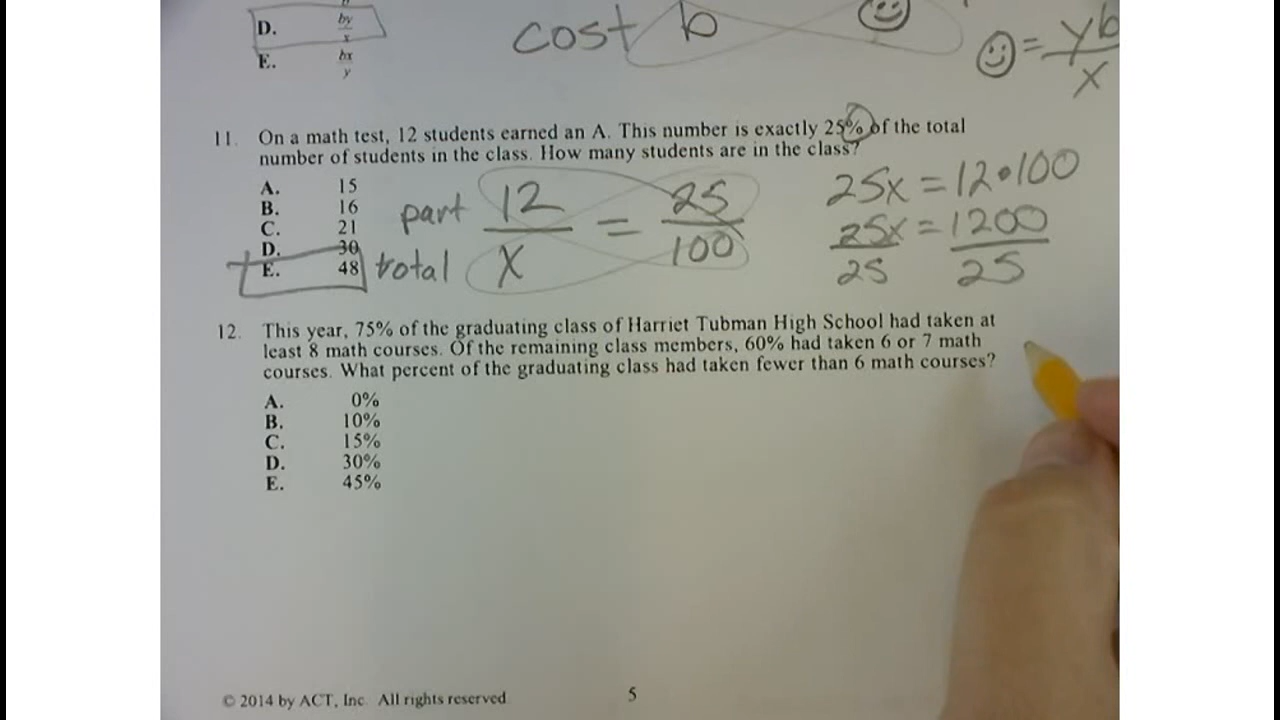 D. by/x
E. bx/y
cost b
☺ = yb/x
11. On a math test, 12 students earned an A. This number is exactly 25% of the total
number of students in the class. How many students are in the class?
A. 15
B. 16
C. 21
D. 30
E. 48
part 12 = 25
total x 100
25x = 12•100
25x = 1200
25 25
12. This year, 75% of the graduating class of Harriet Tubman High School had taken at
least 8 math courses. Of the remaining class members, 60% had taken 6 or 7 math
courses. What percent of the graduating class had taken fewer than 6 math courses?
A. 0%
B. 10%
C. 15%
D. 30%
E. 45%
© 2014 by ACT, Inc. All rights reserved
5